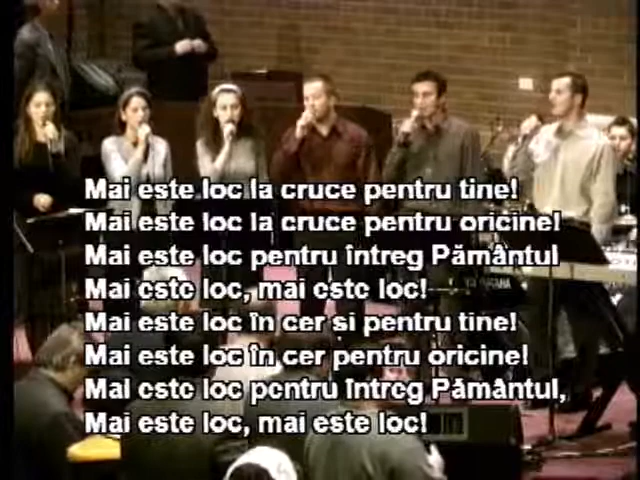 Mai este loc la cruce pentru tine!
Mai este loc la cruce pentru oricine!
Mai este loc pentru întreg Pământul
Mai este loc, mai este loc!
Mai este loc în cer si pentru tine!
Mai este loc în cer pentru oricine!
Mai este loc pentru întreg Pământul,
Mai este loc, mai este loc!